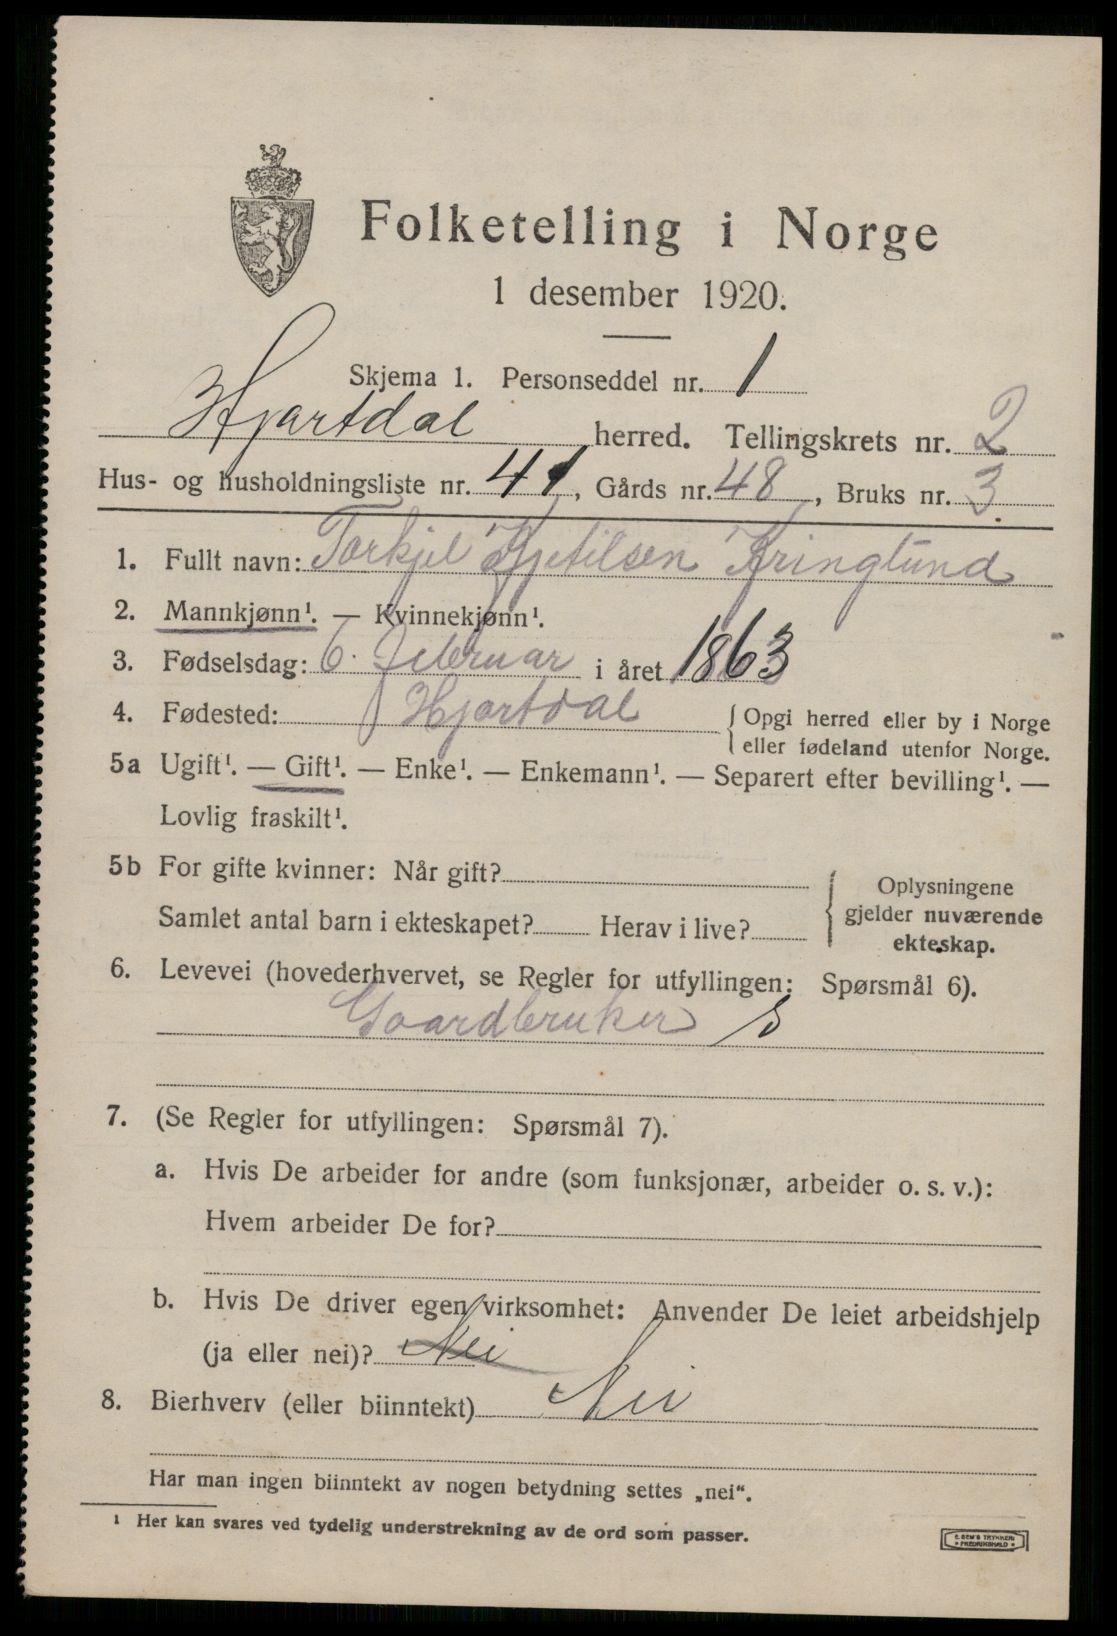 Folketelling i Norge
1 desember 1920.
Skjema 1. Personseddel nr. 1
Hjartdal herred. Tellingskrets nr. 2
Hus- og husholdningsliste nr. 41, Gårds nr. 48, Bruks nr. 3.
1. Fullt navn: Torkjel Kjetilsen Kringlund
2. Mannkjønn¹. — Kvinnekjønn¹.
3. Fødselsdag: 6. Februar i året 1863
4. Fødested: Hjartdal { Opgi herred eller by i Norge
eller fødeland utenfor Norge.
5a Ugift¹. — Gift¹. — Enke¹. — Enkemann¹. — Separert efter bevilling¹. —
Lovlig fraskilt¹.
5b For gifte kvinner: Når gift?
Samlet antal barn i ekteskapet? Herav i live?
Oplysningene
gjelder nuværende
ekteskap.
6. Levevei (hovederhvervet, se Regler for utfyllingen: Spørsmål 6).
Gaardbruker s
7. (Se Regler for utfyllingen: Spørsmål 7).
a. Hvis De arbeider for andre (som funksjonær, arbeider o. s. v.):
Hvem arbeider De for?
b. Hvis De driver egen virksomhet: Anvender De leiet arbeidshjelp
(ja eller nei)? Nei
8. Bierhverv (eller biinntekt) Nei
Har man ingen biinntekt av nogen betydning settes „nei".
¹ Her kan svares ved tydelig understrekning av de ord som passer.
E. SEM'S TRYKKERI
• FREDRIKSHALD •